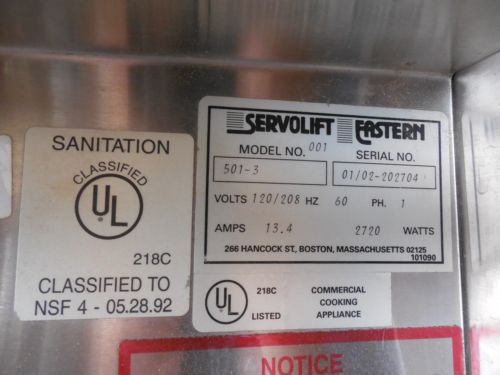 SANITATION
CLASSIFIED
UL
218C
CLASSIFIED TO
NSF 4 - 05.28.92
SERVOLIFT EASTERN
MODEL NO. 001 SERIAL NO.
501-3 01/02-202704
VOLTS 120/208 HZ 60 PH. 1
AMPS 13.4 2720 WATTS
266 HANCOCK ST, BOSTON, MASSACHUSETTS 02125
101090
UL
LISTED
218C
COMMERCIAL
COOKING
APPLIANCE
NOTICE